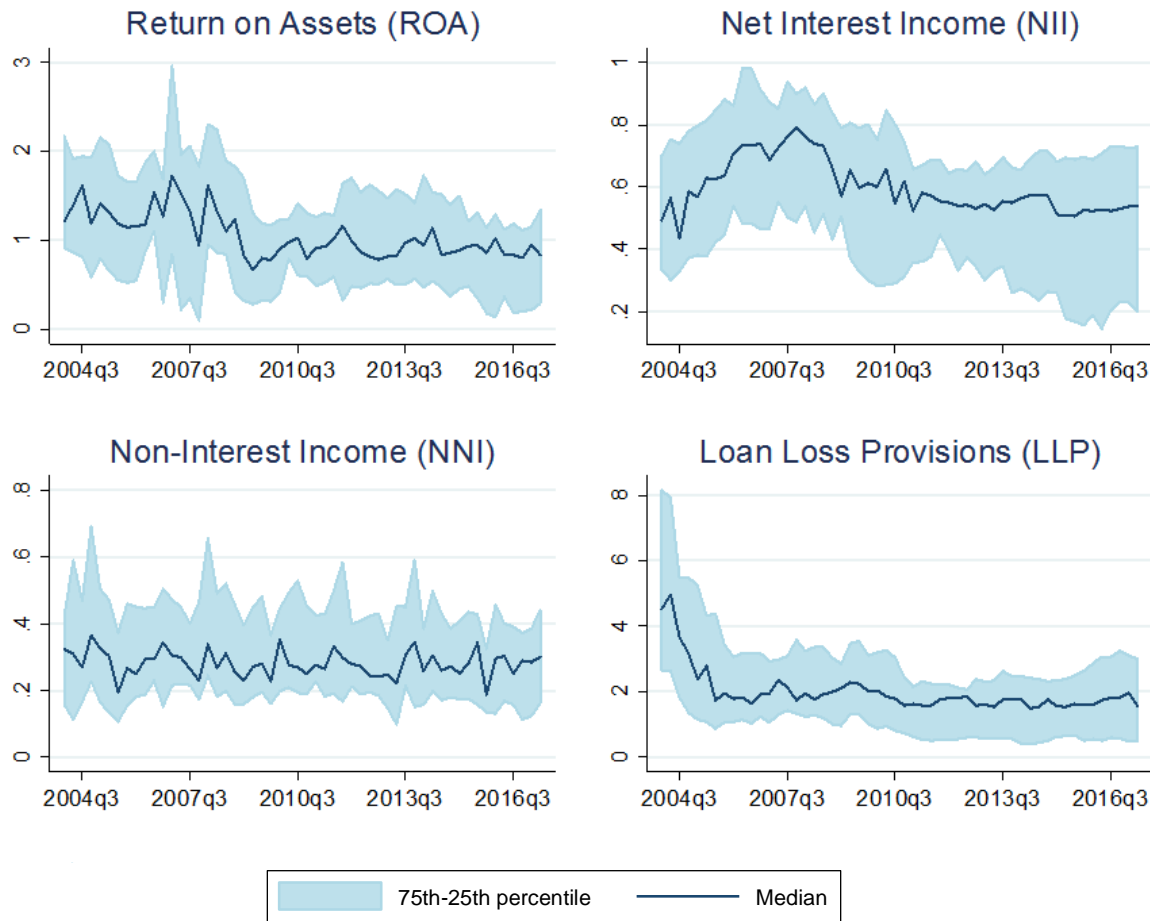 Return on Assets (ROA)
3
2
1
0
2004q3 2007q3 2010q3 2013q3 2016q3
Net Interest Income (NII)
1
.8
.6
.4
.2
2004q3 2007q3 2010q3 2013q3 2016q3
Non-Interest Income (NNI)
.8
.6
.4
.2
0
2004q3 2007q3 2010q3 2013q3 2016q3
Loan Loss Provisions (LLP)
.8
.6
.4
.2
0
2004q3 2007q3 2010q3 2013q3 2016q3
75th-25th percentile Median